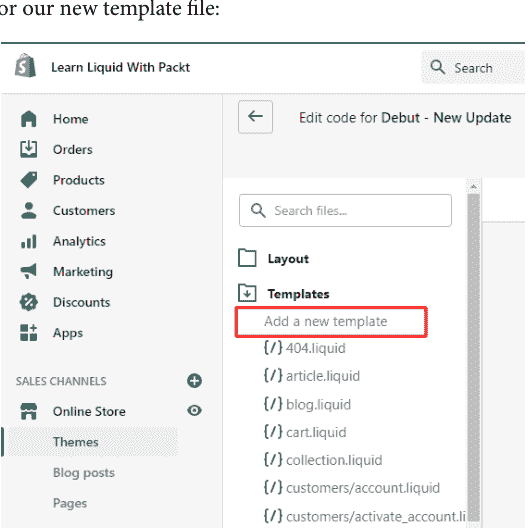 or our new template file:
Learn Liquid With Packt
Search
Home
Orders
Products
Customers
Analytics
Marketing
Discounts
Apps
SALES CHANNELS
Online Store
Themes
Blog posts
Pages
Edit code for Debut - New Update
Search files...
Layout
Templates
Add a new template
{/} 404.liquid
{/} article.liquid
{/} blog.liquid
{/} cart.liquid
{/} collection.liquid
{/} customers/account.liquid
{/} customers/activate_account.li